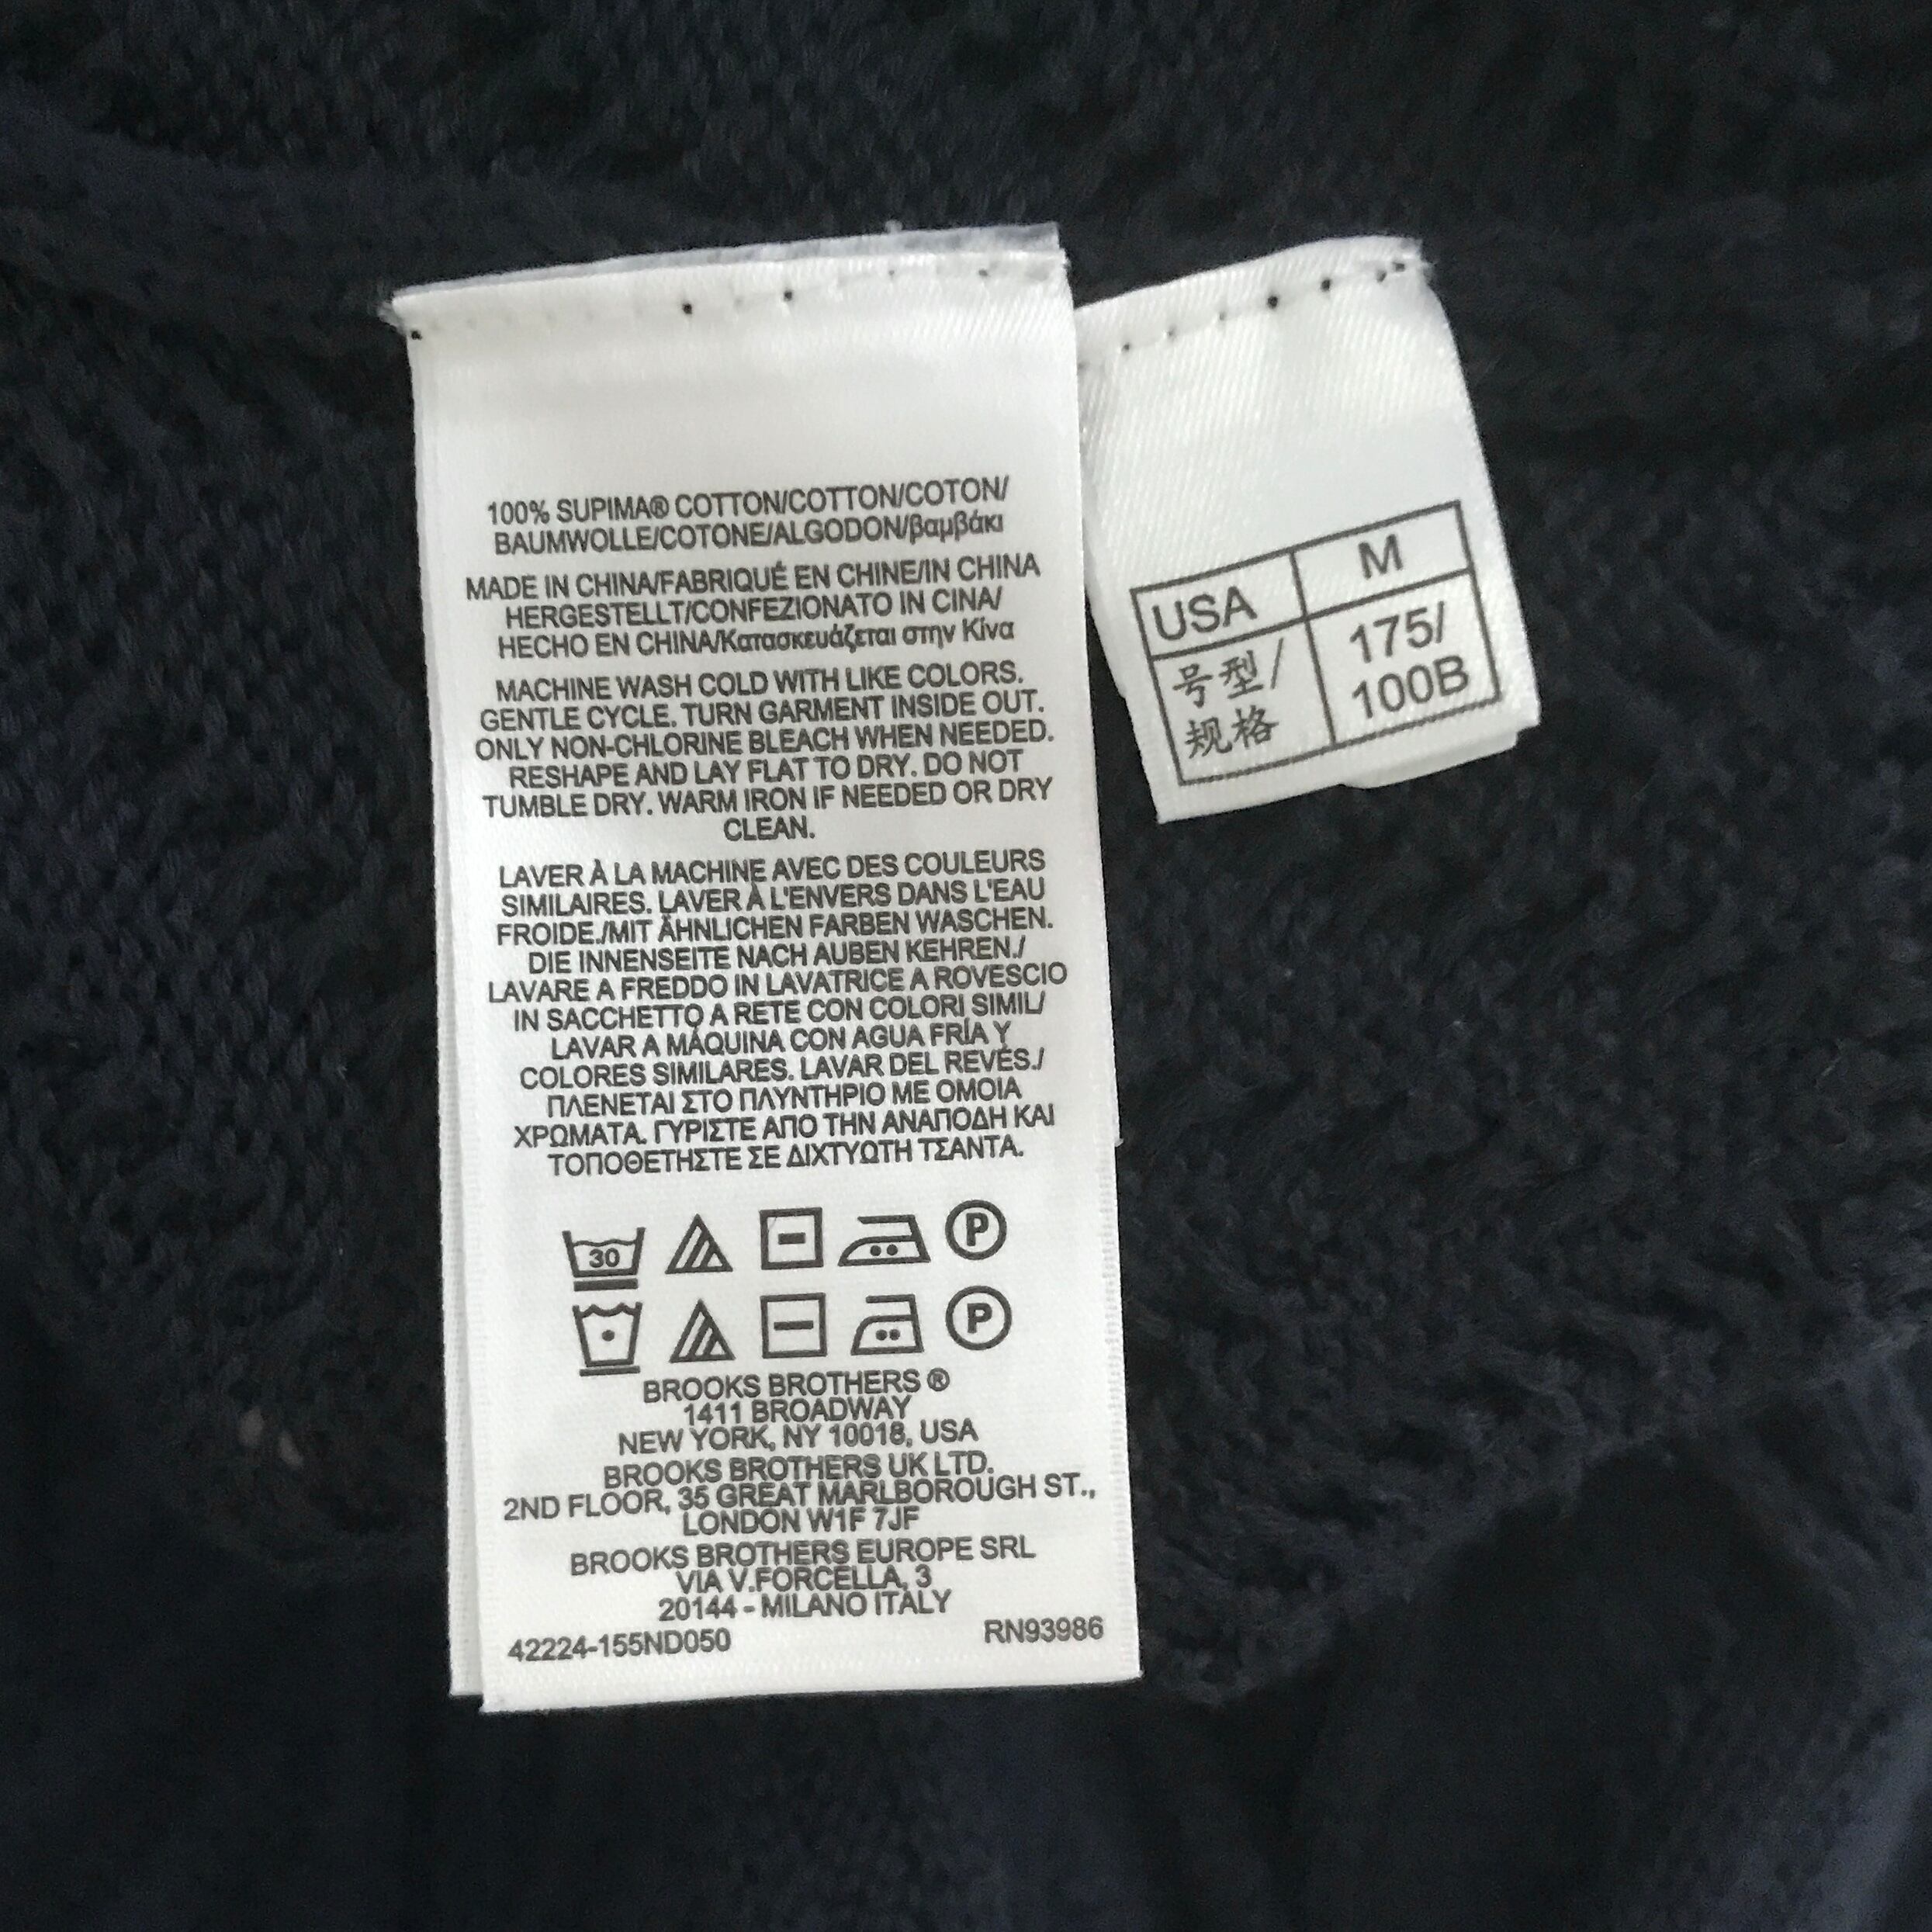 100% SUPIMA® COTTON/COTTON/COTON/
BAUMWOLLE/COTONE/ALGODON/βαμβάκι
MADE IN CHINA/FABRIQUÉ EN CHINE/IN CHINA
HERGESTELLT/CONFEZIONATO IN CINA/
HECHO EN CHINA/Κατασκευάζεται στην Κίνα
MACHINE WASH COLD WITH LIKE COLORS.
GENTLE CYCLE. TURN GARMENT INSIDE OUT.
ONLY NON-CHLORINE BLEACH WHEN NEEDED.
RESHAPE AND LAY FLAT TO DRY. DO NOT
TUMBLE DRY. WARM IRON IF NEEDED OR DRY
CLEAN.
LAVER À LA MACHINE AVEC DES COULEURS
SIMILAIRES. LAVER À L'ENVERS DANS L'EAU
FROIDE./MIT ÄHNLICHEN FARBEN WASCHEN.
DIE INNENSEITE NACH AUBEN KEHREN./
LAVARE A FREDDO IN LAVATRICE A ROVESCIO
IN SACCHETTO A RETE CON COLORI SIMIL/
LAVAR A MÁQUINA CON AGUA FRÍA Y
COLORES SIMILARES. LAVAR DEL REVÉS./
ΠΛΕΝΕΤΑΙ ΣΤΟ ΠΛΥΝΤΗΡΙΟ ΜΕ ΟΜΟΙΑ
ΧΡΩΜΑΤΑ. ΓΥΡΙΣΤΕ ΑΠΟ ΤΗΝ ΑΝΑΠΟΔΗ ΚΑΙ
ΤΟΠΟΘΕΤΗΣΤΕ ΣΕ ΔΙΧΤΥΩΤΗ ΤΣΑΝΤΑ.
30 P
P
BROOKS BROTHERS ®
1411 BROADWAY
NEW YORK, NY 10018, USA
BROOKS BROTHERS UK LTD.
2ND FLOOR, 35 GREAT MARLBOROUGH ST.,
LONDON W1F 7JF
BROOKS BROTHERS EUROPE SRL
VIA V.FORCELLA, 3
20144 - MILANO ITALY
42224-155ND050 RN93986
USA M
号型/ 175/
规格 100B